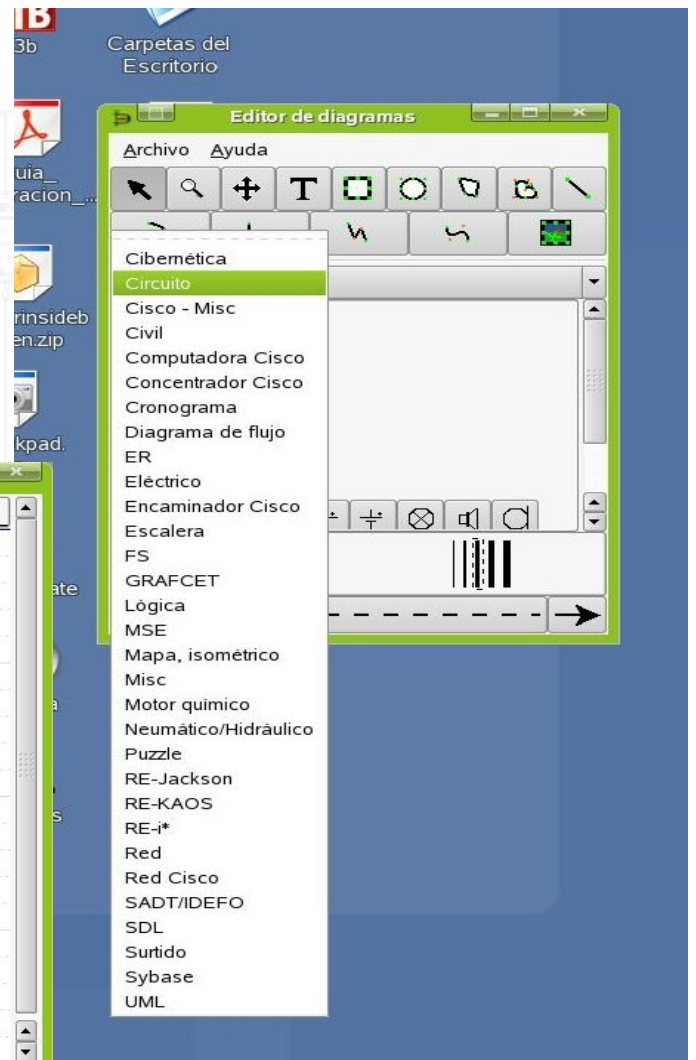 3b
Carpetas del
Escritorio
Editor de diagramas
Archivo Ayuda
T
Cibernética
Circuito
Cisco - Misc
Civil
Computadora Cisco
Concentrador Cisco
Cronograma
Diagrama de flujo
ER
Eléctrico
Encaminador Cisco
Escalera
FS
GRAFCET
Lógica
MSE
Mapa, isométrico
Misc
Motor químico
Neumático/Hidráulico
Puzzle
RE-Jackson
RE-KAOS
RE-i*
Red
Red Cisco
SADT/IDEFO
SDL
Surtido
Sybase
UML